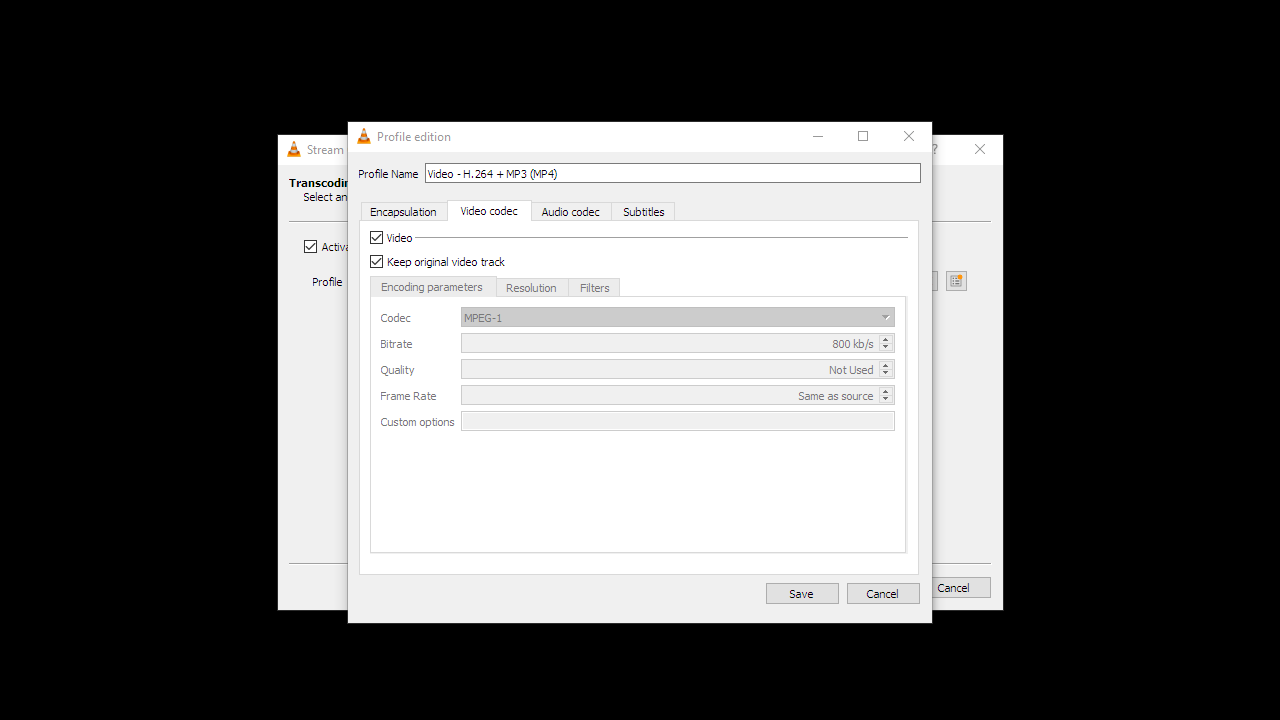 Profile edition
Stream
?
Profile Name Video - H.264 + MP3 (MP4)
Transcodin
Select an
Encapsulation Video codec Audio codec Subtitles
Video
Activa
Keep original video track
Profile
Encoding parameters Resolution Filters
Codec MPEG-1
Bitrate 800 kb/s
Quality Not Used
Frame Rate Same as source
Custom options
Save Cancel
Cancel